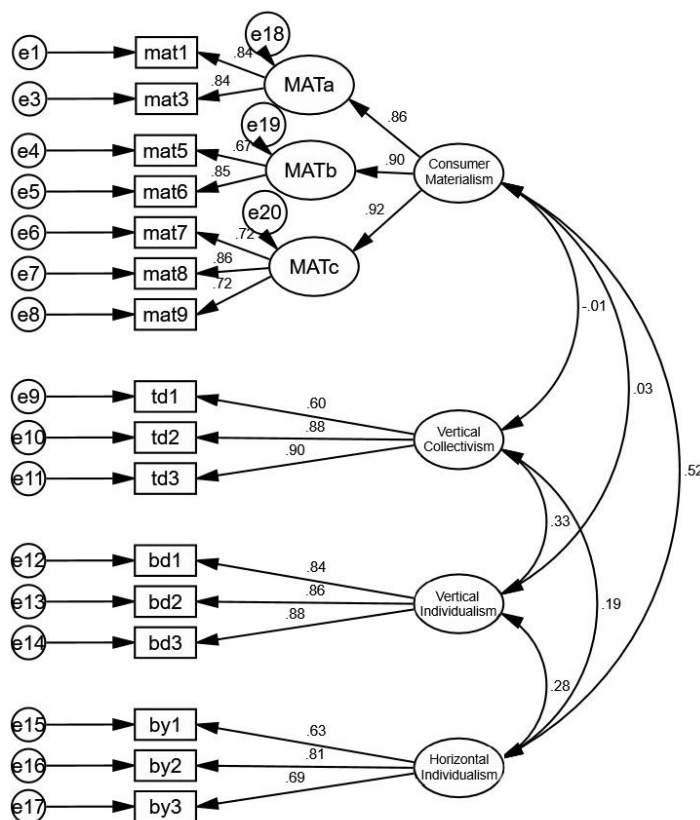 e18
e1
mat1
.84
MATa
e3
mat3
.84
.86
e19
e4
mat5
.67
MATb
.90
Consumer
Materialism
e5
mat6
.85
e20
.92
e6
mat7
.72
MATc
e7
mat8
.86
e8
mat9
.72
-.01
.03
.52
e9
td1
.60
e10
td2
.88
Vertical
Collectivism
e11
td3
.90
.33
.19
e12
bd1
.84
e13
bd2
.86
Vertical
Individualism
e14
bd3
.88
.28
e15
by1
.63
e16
by2
.81
Horizontal
Individualism
e17
by3
.69